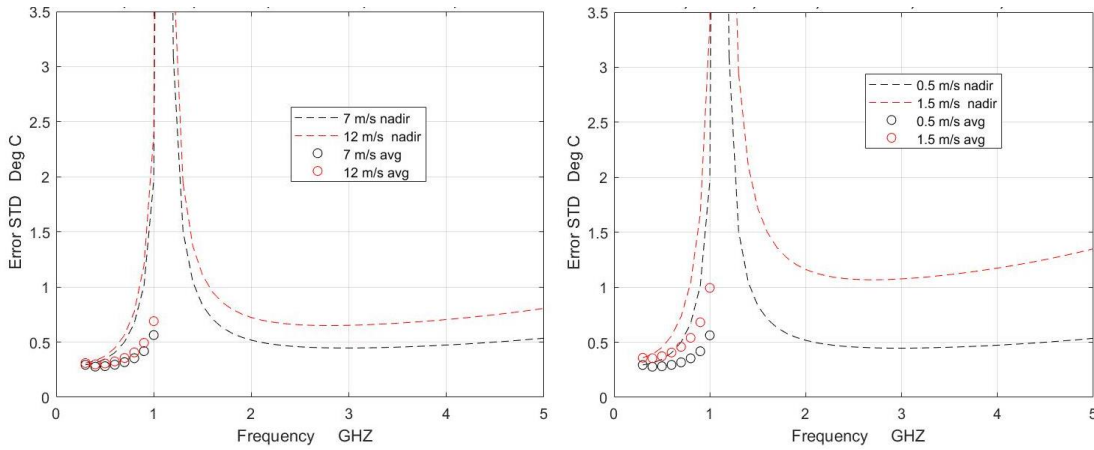 3.5
3
2.5
2
1.5
1
0.5
0
Error STD Deg C
7 m/s nadir
12 m/s nadir
7 m/s avg
12 m/s avg
0 1 2 3 4 5
Frequency GHZ
3.5
3
2.5
2
1.5
1
0.5
0
Error STD Deg C
0.5 m/s nadir
1.5 m/s nadir
0.5 m/s avg
1.5 m/s avg
0 1 2 3 4 5
Frequency GHZ